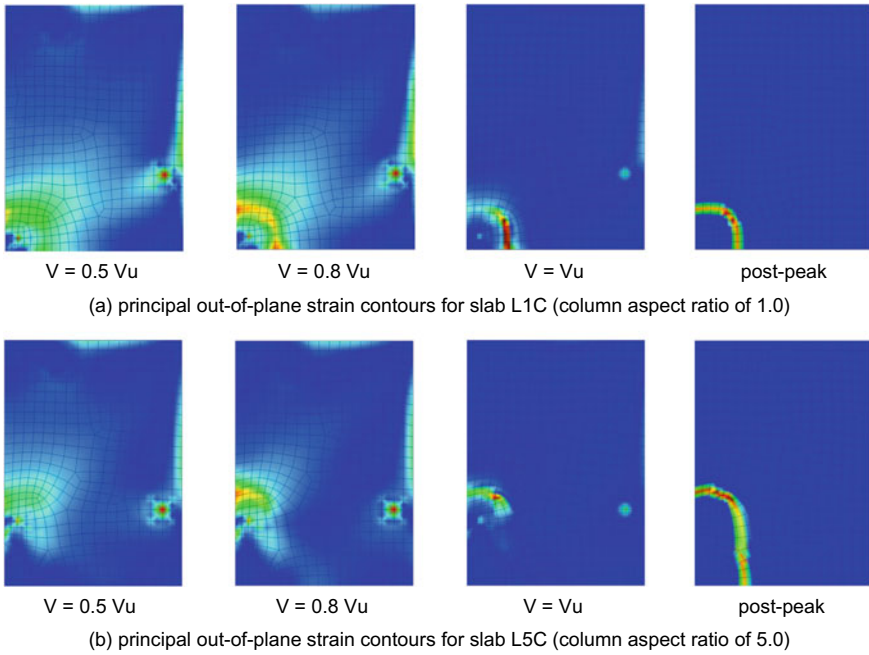 V = 0.5 Vu
V = 0.8 Vu
V = Vu
post-peak
(a) principal out-of-plane strain contours for slab L1C (column aspect ratio of 1.0)
V = 0.5 Vu
V = 0.8 Vu
V = Vu
post-peak
(b) principal out-of-plane strain contours for slab L5C (column aspect ratio of 5.0)